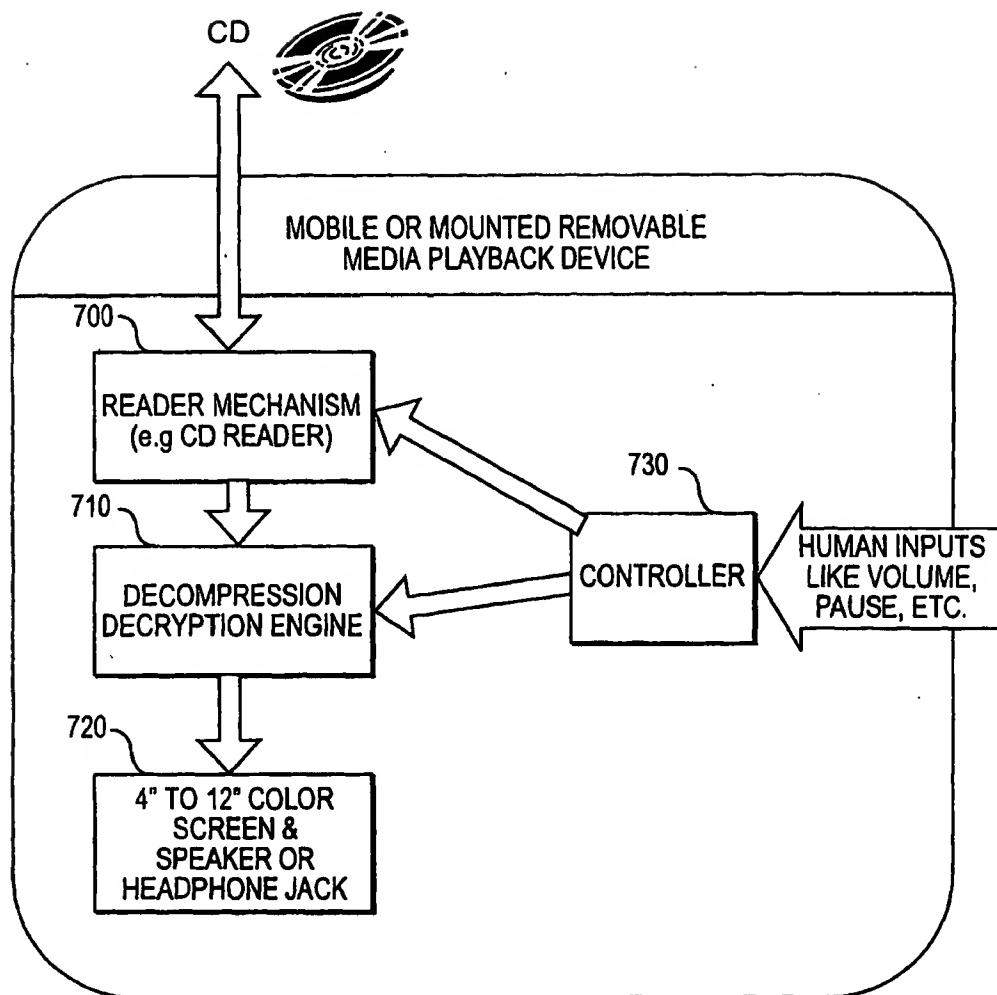 CD
MOBILE OR MOUNTED REMOVABLE
MEDIA PLAYBACK DEVICE
700
READER MECHANISM
(e.g CD READER)
710
DECOMPRESSION
DECRYPTION ENGINE
720
4" TO 12" COLOR
SCREEN &
SPEAKER OR
HEADPHONE JACK
730
CONTROLLER
HUMAN INPUTS
LIKE VOLUME,
PAUSE, ETC.